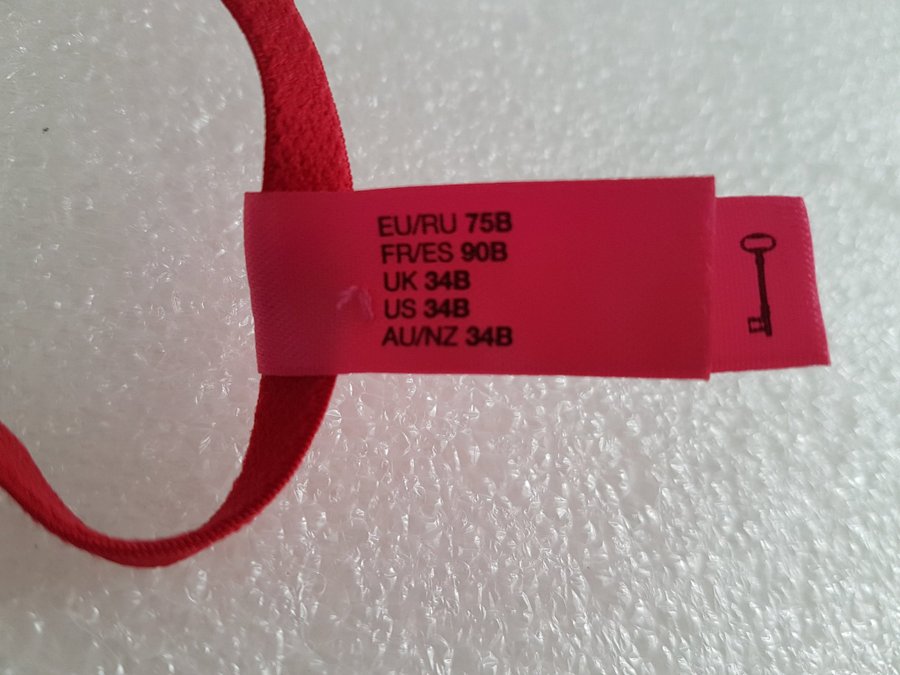 EU/RU 75B
FR/ES 90B
UK 34B
US 34B
AU/NZ 34B